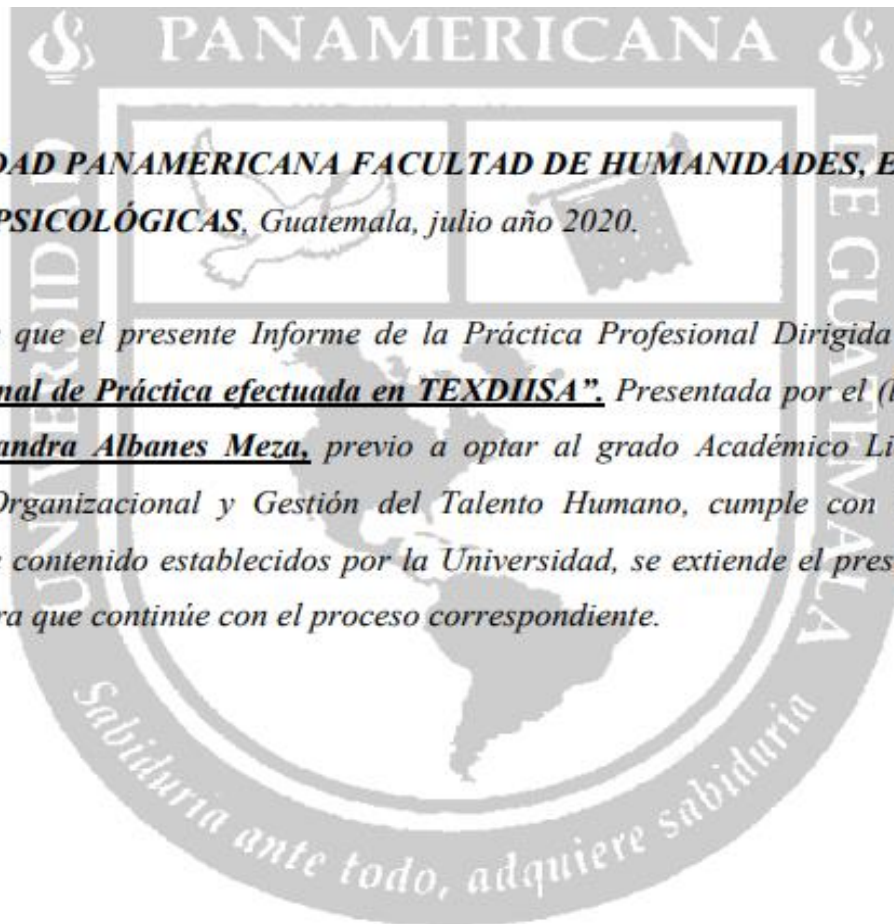 PANAMERICANA
UNIVERSIDAD
DE GUATEMALA
DAD PANAMERICANA FACULTAD DE HUMANIDADES, E
PSICOLÓGICAS, Guatemala, julio año 2020.
que el presente Informe de la Práctica Profesional Dirigida
nal de Práctica efectuada en TEXDIISA”. Presentada por el (l
andra Albanes Meza, previo a optar al grado Académico Li
Organizacional y Gestión del Talento Humano, cumple con
contenido establecidos por la Universidad, se extiende el pres
ra que continúe con el proceso correspondiente.
Sabiduría ante todo, adquiere sabiduría